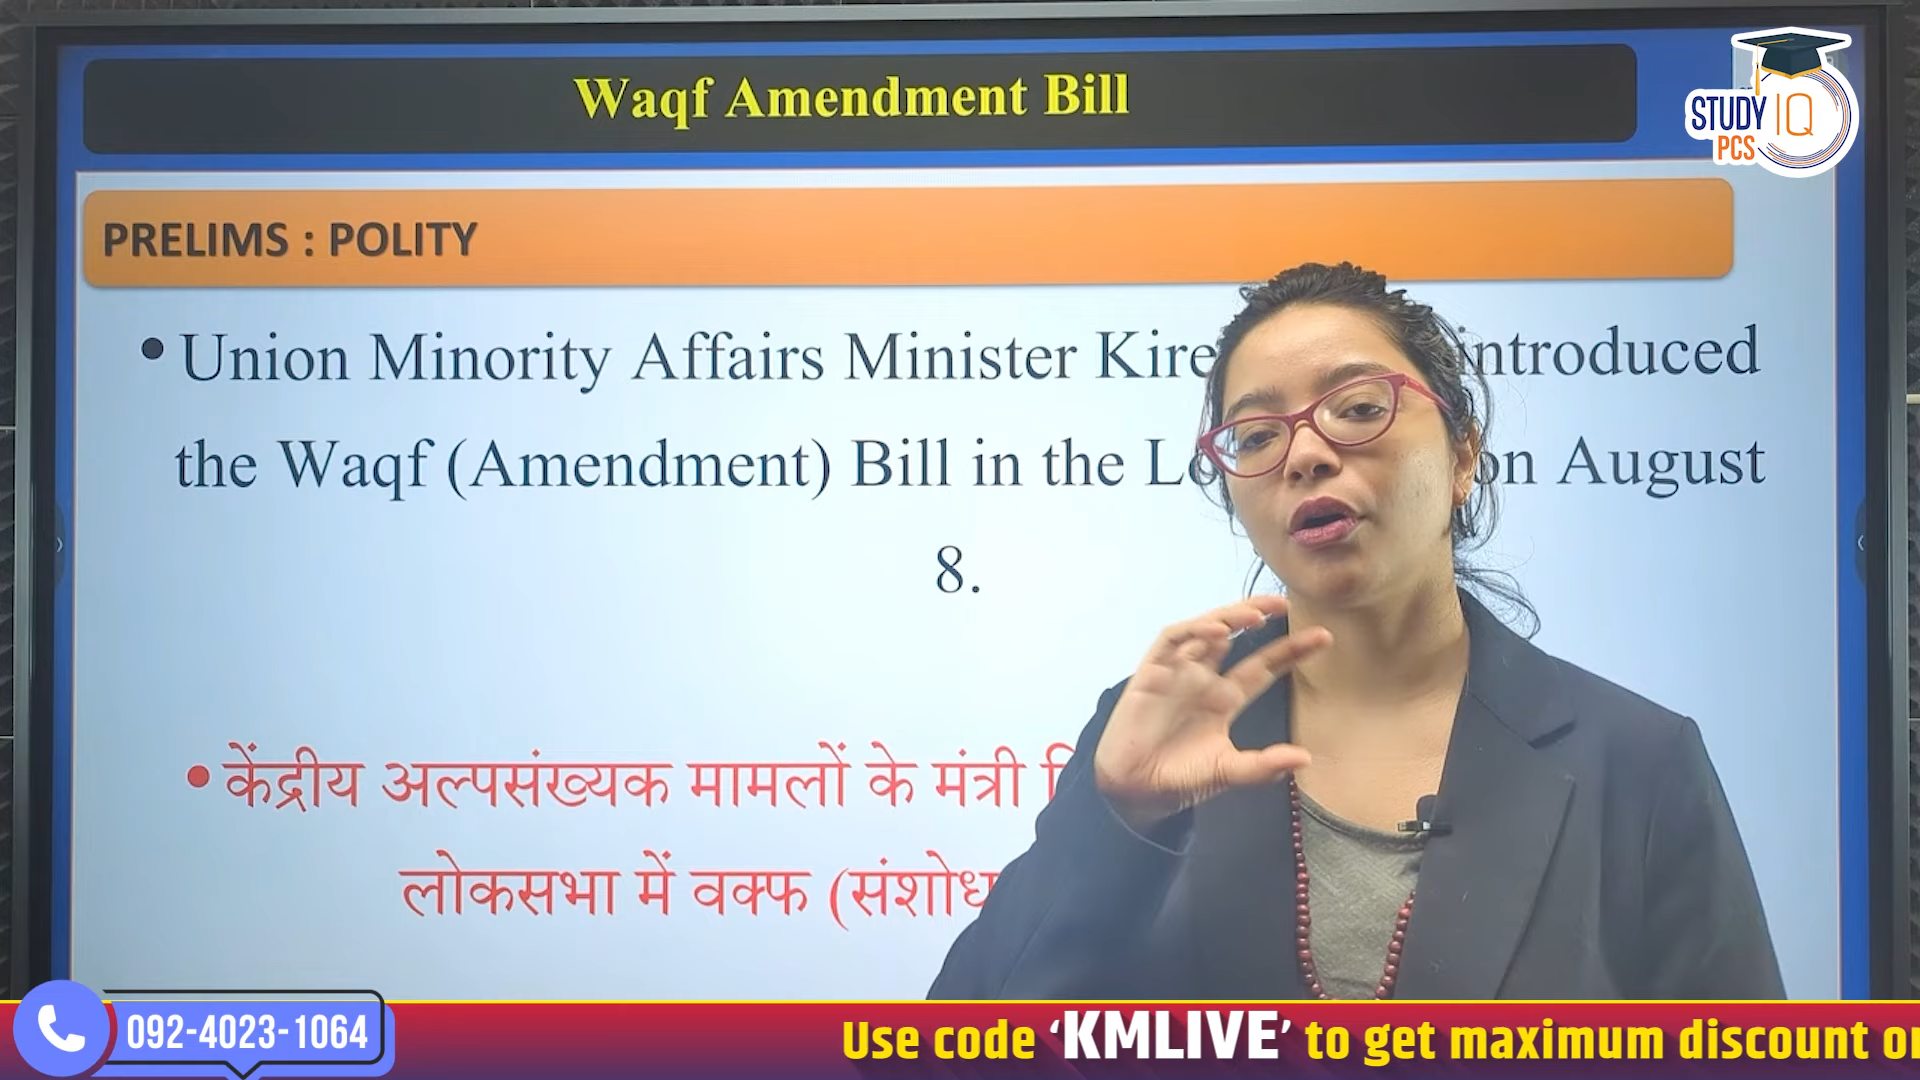 Waqf Amendment Bill
STUDY IQ
PCS
PRELIMS : POLITY
• Union Minority Affairs Minister Kire introduced
the Waqf (Amendment) Bill in the Lo on August
8.
• केंद्रीय अल्पसंख्यक मामलों के मंत्री
लोकसभा में वक्फ (संशोध
092-4023-1064
Use code ‘KMLIVE’ to get maximum discount or